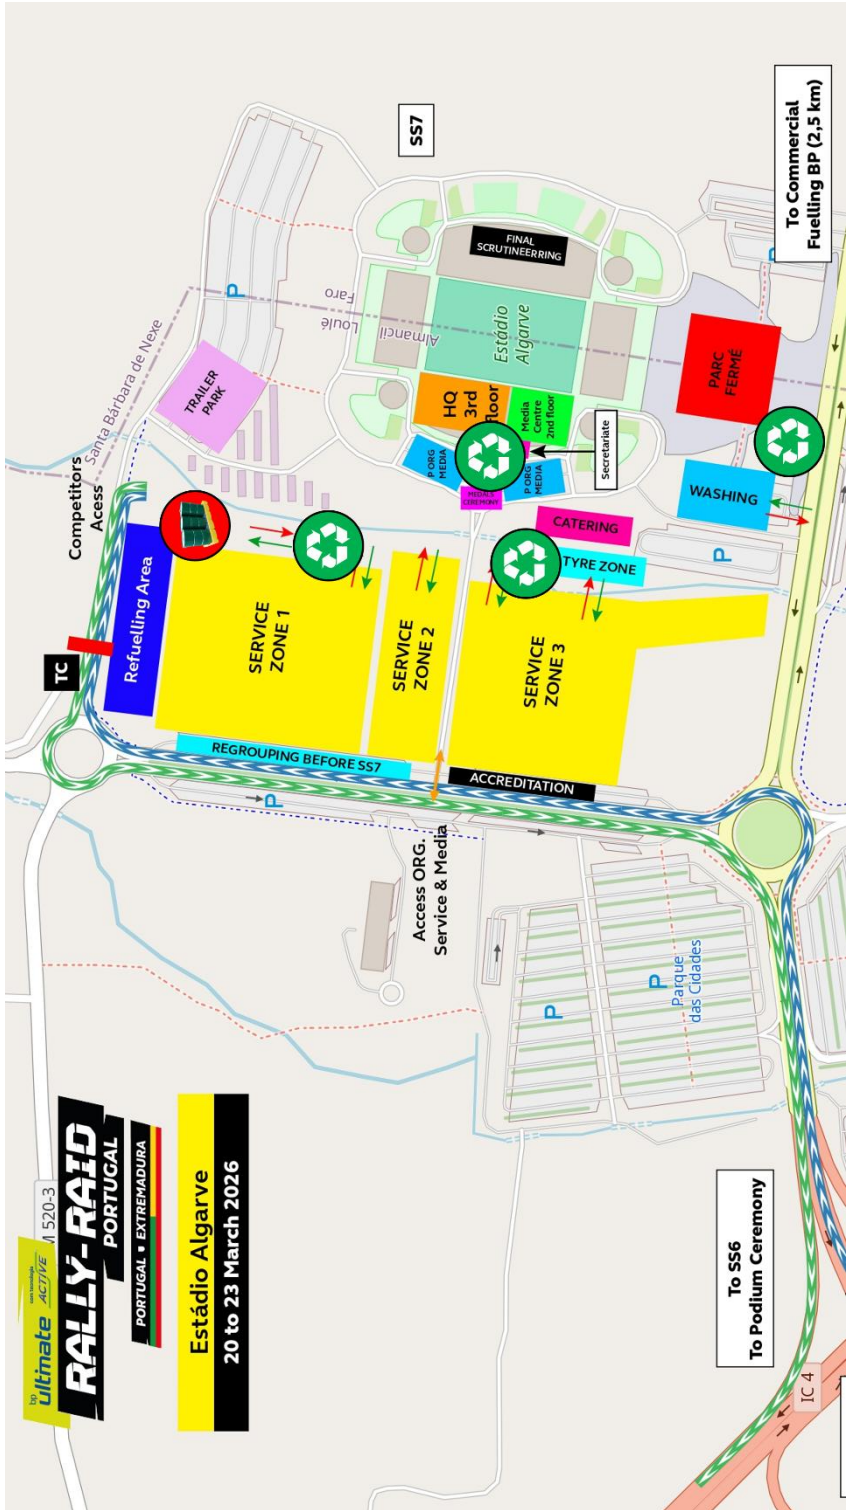 bp
ultimate
com tecnologia
ACTIVE
RALLY-RAID
PORTUGAL
PORTUGAL EXTREMADURA
M 520-3
Estádio Algarve
20 to 23 March 2026
To SS6
To Podium Ceremony
IC 4
Access ORG.
Service & Media
P
P
P
Parque
das Cidades
TC
Competitors
Acess
Refuelling Area
REGROUPING BEFORE SS7
ACCREDITATION
SERVICE
ZONE 1
SERVICE
ZONE 2
SERVICE
ZONE 3
TYRE ZONE
CATERING
WASHING
P
PARC
FERMÉ
TRAILER
PARK
P
Santa Bárbara de Nexe
Faro
Loulé
Almancil
P ORG
MEDIA
P ORG
MEDIA
MEDALS
CEREMONY
HQ
3rd
floor
Media
Centre
2nd floor
Secretariate
Estádio
Algarve
FINAL
SCRUTINEERRING
SS7
To Commercial
Fuelling BP (2,5 km)